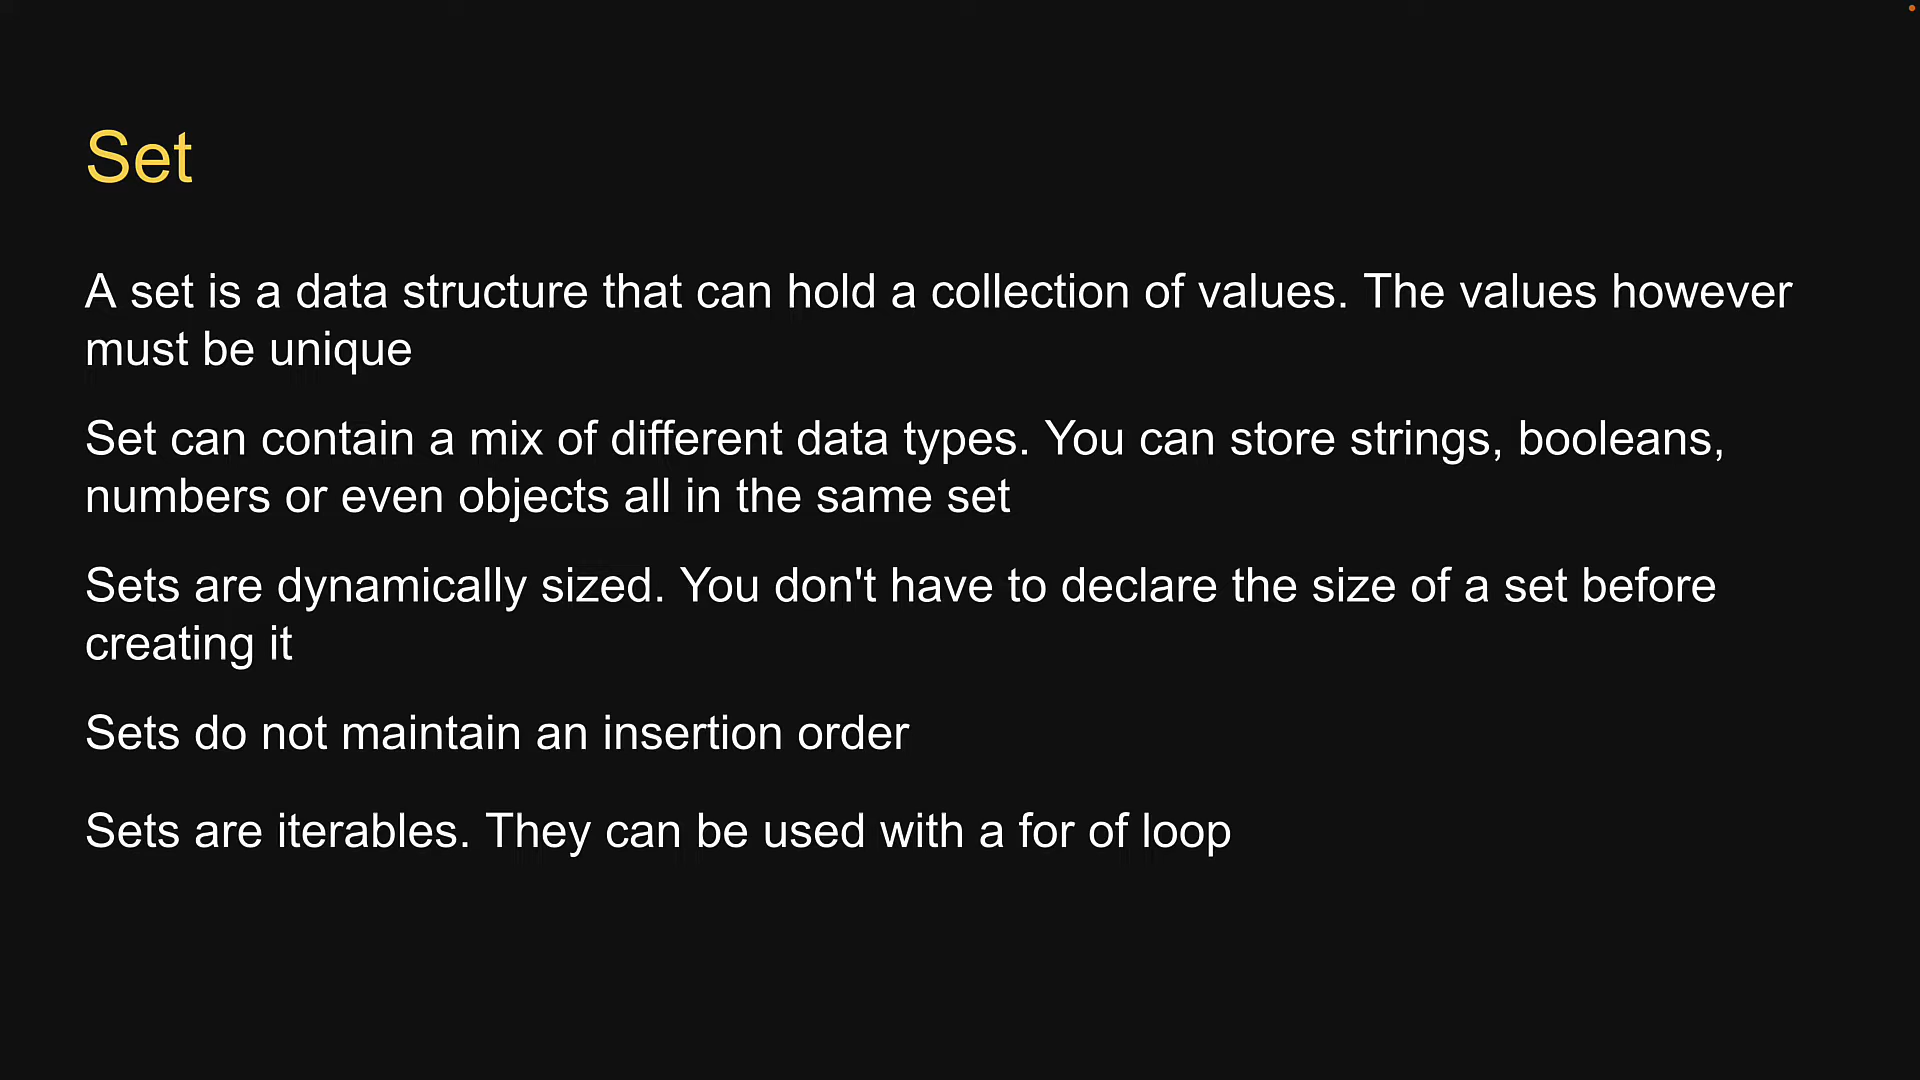 Set
A set is a data structure that can hold a collection of values. The values however
must be unique
Set can contain a mix of different data types. You can store strings, booleans,
numbers or even objects all in the same set
Sets are dynamically sized. You don't have to declare the size of a set before
creating it
Sets do not maintain an insertion order
Sets are iterables. They can be used with a for of loop